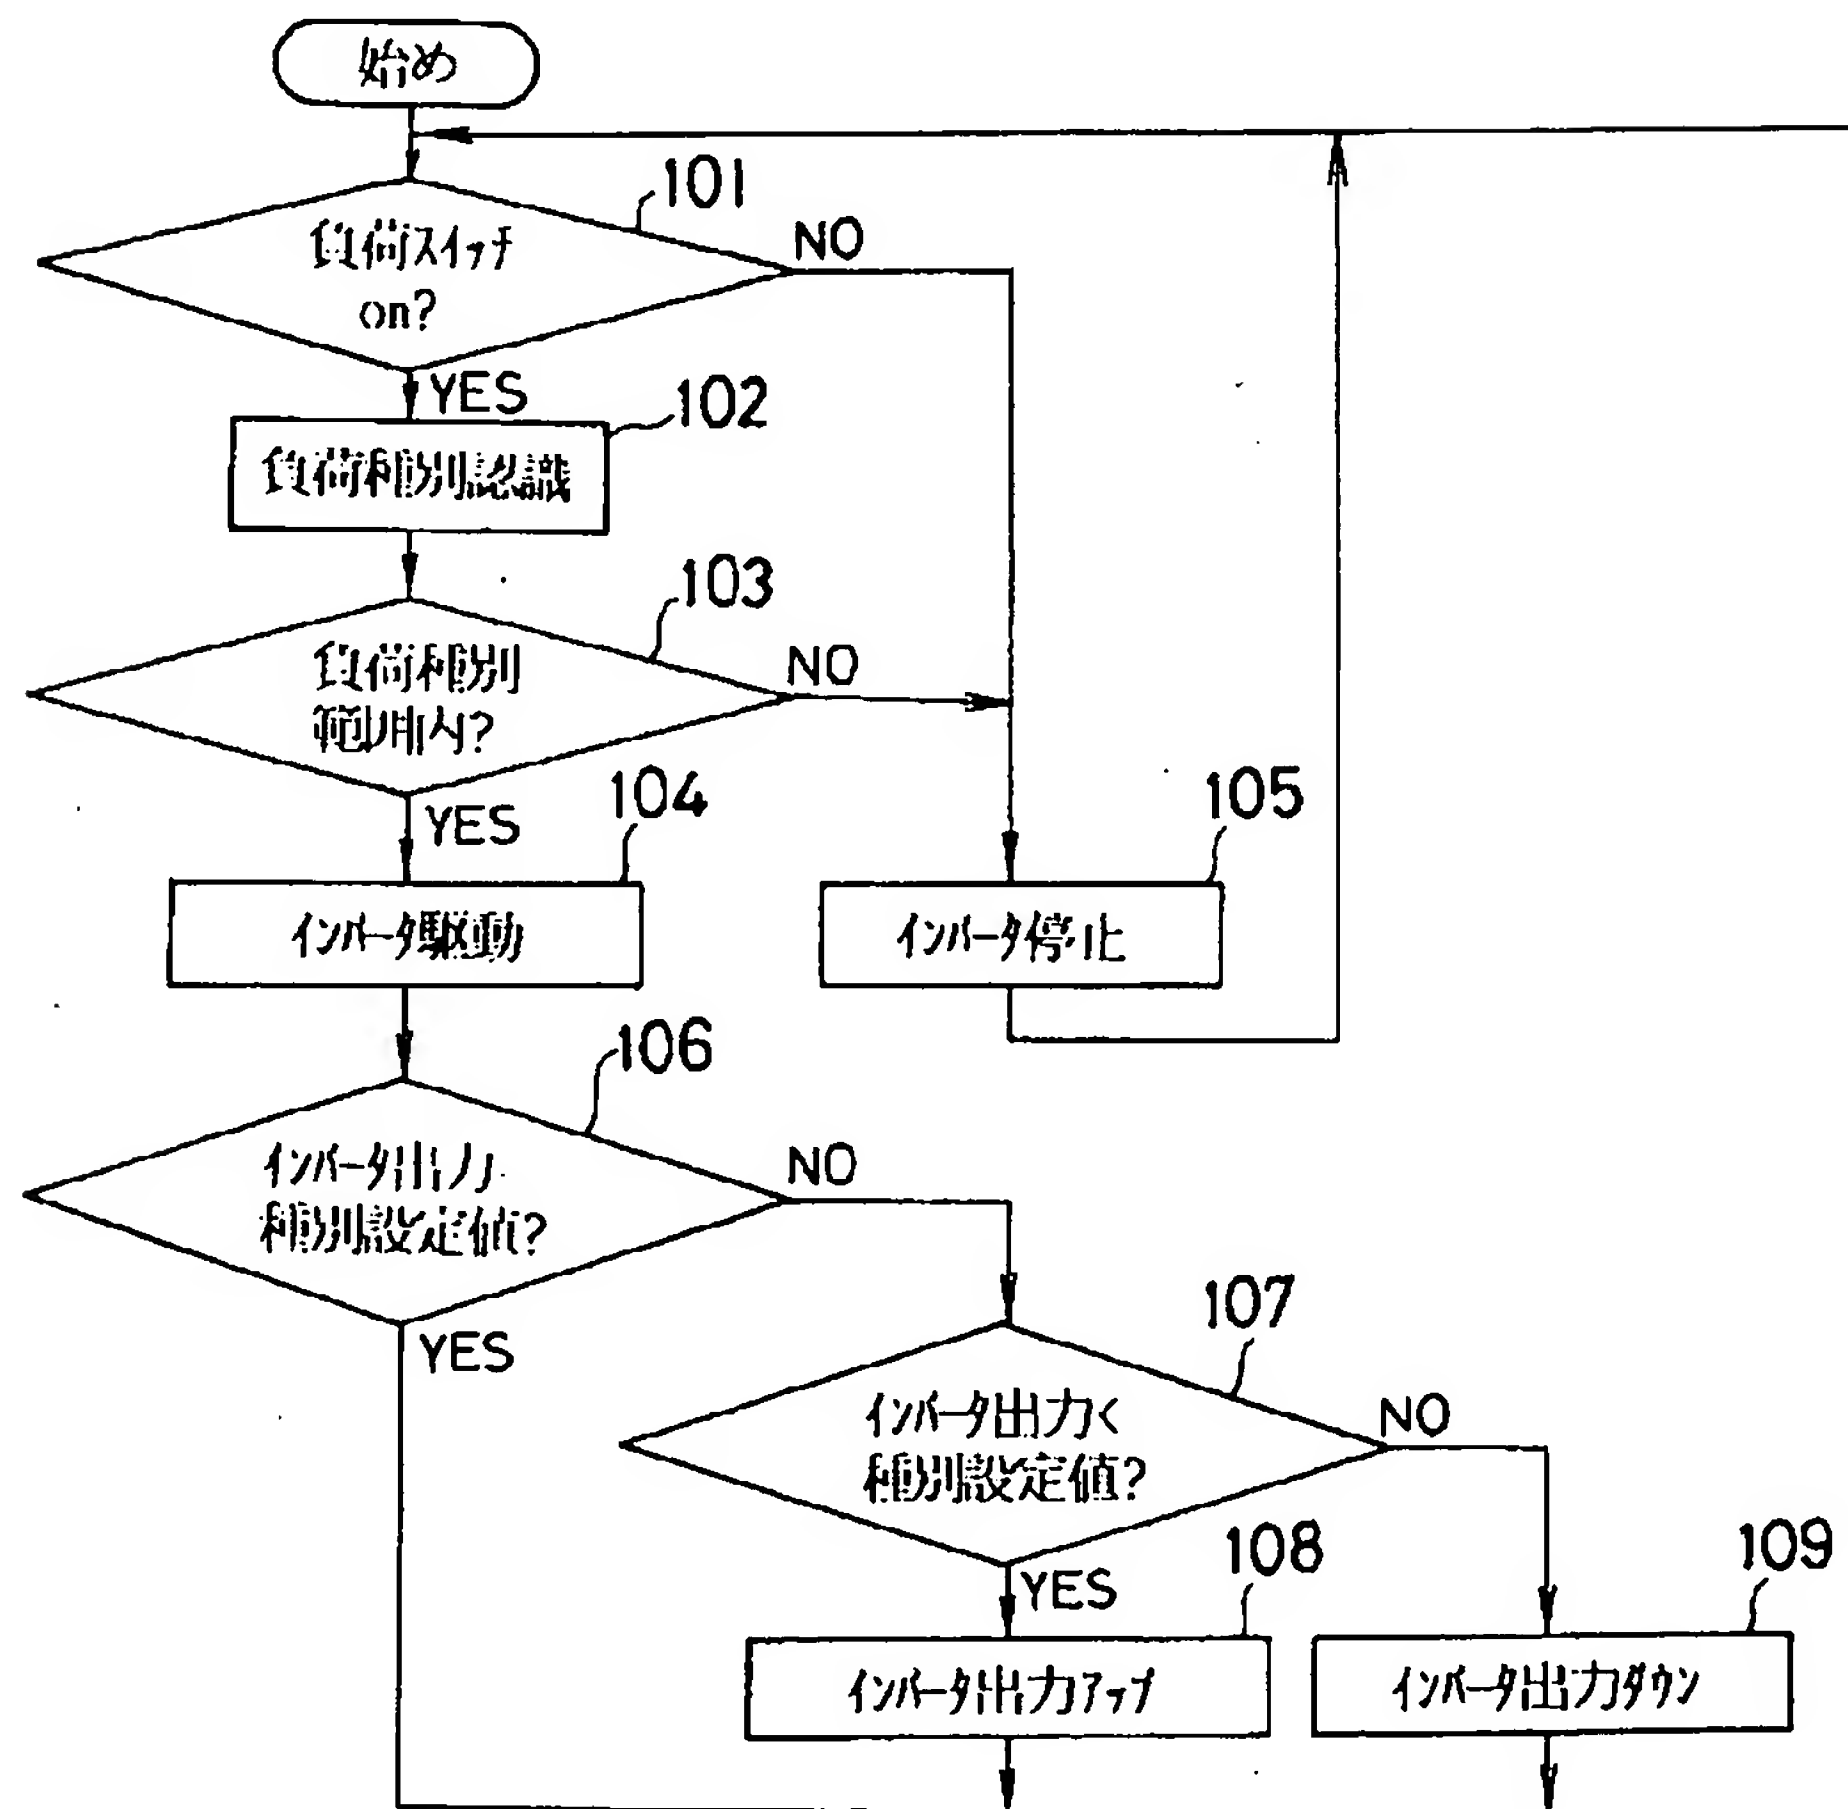 始め
101
負荷スイッチ
on?
NO
YES
102
負荷種別認識
103
負荷種別
範囲内?
NO
YES
104
インバータ駆動
105
インバータ停止
106
インバータ出力
種別設定値?
NO
YES
107
インバータ出力<
種別設定値?
NO
YES
108
インバータ出力アップ
109
インバータ出力ダウン